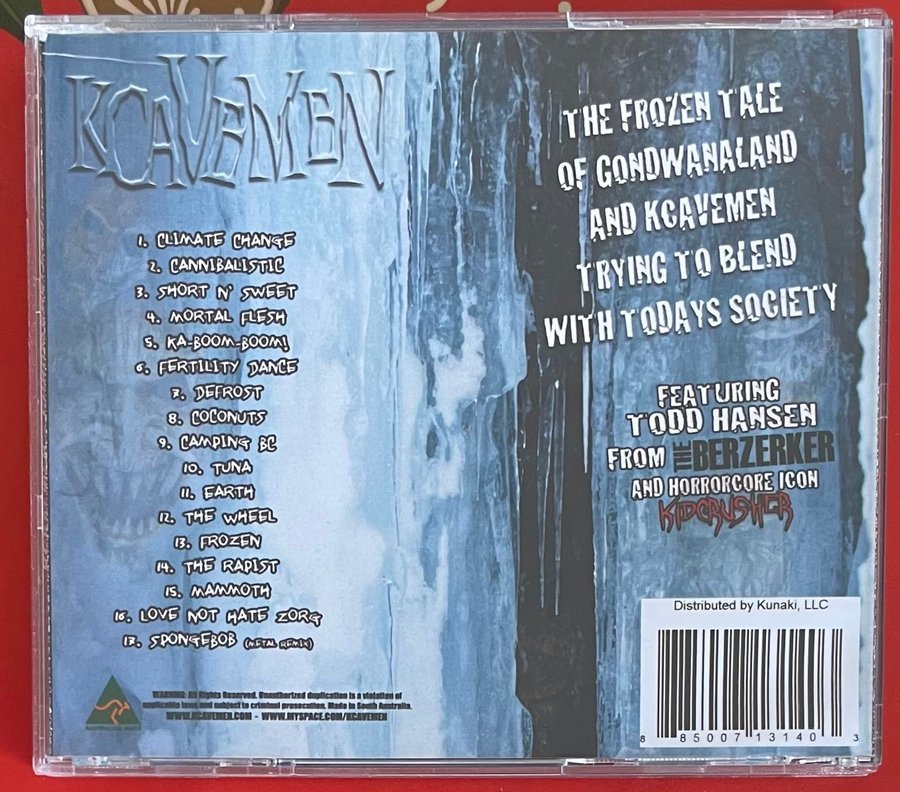 KCAVEMEN
1. CLIMATE CHANGE
2. CANNIBALISTIC
3. SHORT N' SWEET
4. MORTAL FLESH
5. KA-BOOM-BOOM!
6. FERTILITY DANCE
7. DEFROST
8. COCONUTS
9. CAMPING BC
10. TUNA
11. EARTH
12. THE WHEEL
13. FROZEN
14. THE RAPIST
15. MAMMOTH
16. LOVE NOT HATE ZORG
17. SPONGEBOB (METAL REMIX)
AUSTRALIAN MADE
WARNING: All Rights Reserved. Unauthorized duplication is a violation of
applicable laws and subject to criminal prosecution. Made in South Australia.
WWW.KCAVEMEN.COM - WWW.MYSPACE.COM/KCAVEMEN
THE FROZEN TALE
OF GONDWANALAND
AND KCAVEMEN
TRYING TO BLEND
WITH TODAYS SOCIETY
FEATURING
TODD HANSEN
FROM THE BERZERKER
AND HORRORCORE ICON
KIDCRUSHER
Distributed by Kunaki, LLC
8 85007 13140 3